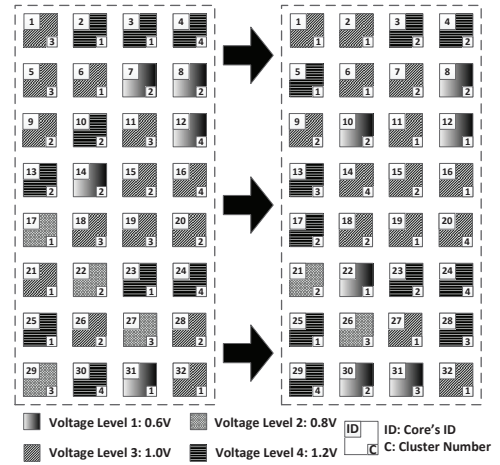 1 2 3 4 1 2 3 4
3 1 1 4 1 1 2 2
5 6 7 8 5 6 7 8
3 1 2 2 1 1 2 2
9 10 11 12 9 10 11 12
2 2 3 4 2 2 1 1
13 14 15 16 13 14 15 16
2 2 2 4 3 4 2 1
17 18 19 20 17 18 19 20
1 3 3 2 2 2 1 4
21 22 23 24 21 22 23 24
1 2 1 4 2 1 2 2
25 26 27 28 25 26 27 28
1 2 3 2 1 3 1 3
29 30 31 32 29 30 31 32
3 4 1 1 4 2 3 1
Voltage Level 1: 0.6V Voltage Level 2: 0.8V
Voltage Level 3: 1.0V Voltage Level 4: 1.2V
ID C
ID: Core's ID
C: Cluster Number